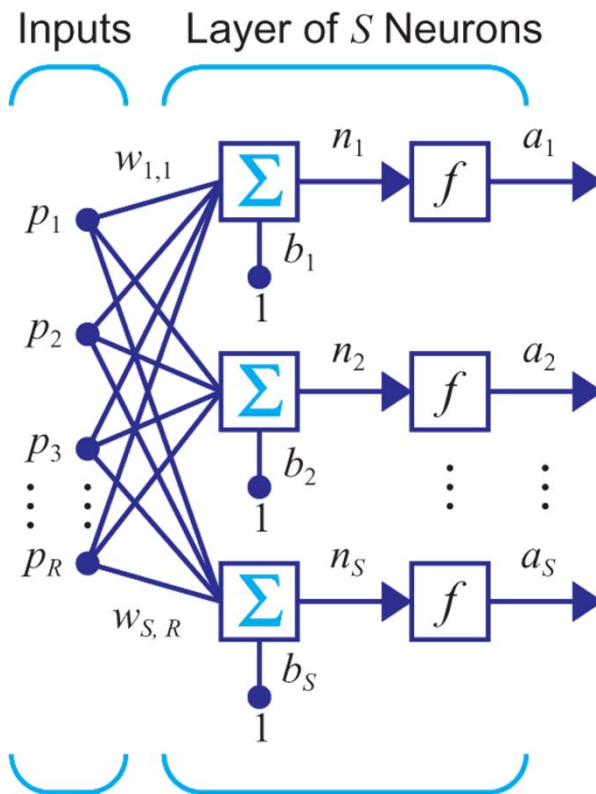 Inputs Layer of S Neurons
w1,1 n1 a1
Σ f
p1
b1
1
p2
n2 a2
Σ f
p3
b2
⋮ ⋮ ⋮ ⋮
1
pR
nS aS
Σ f
wS, R
bS
1